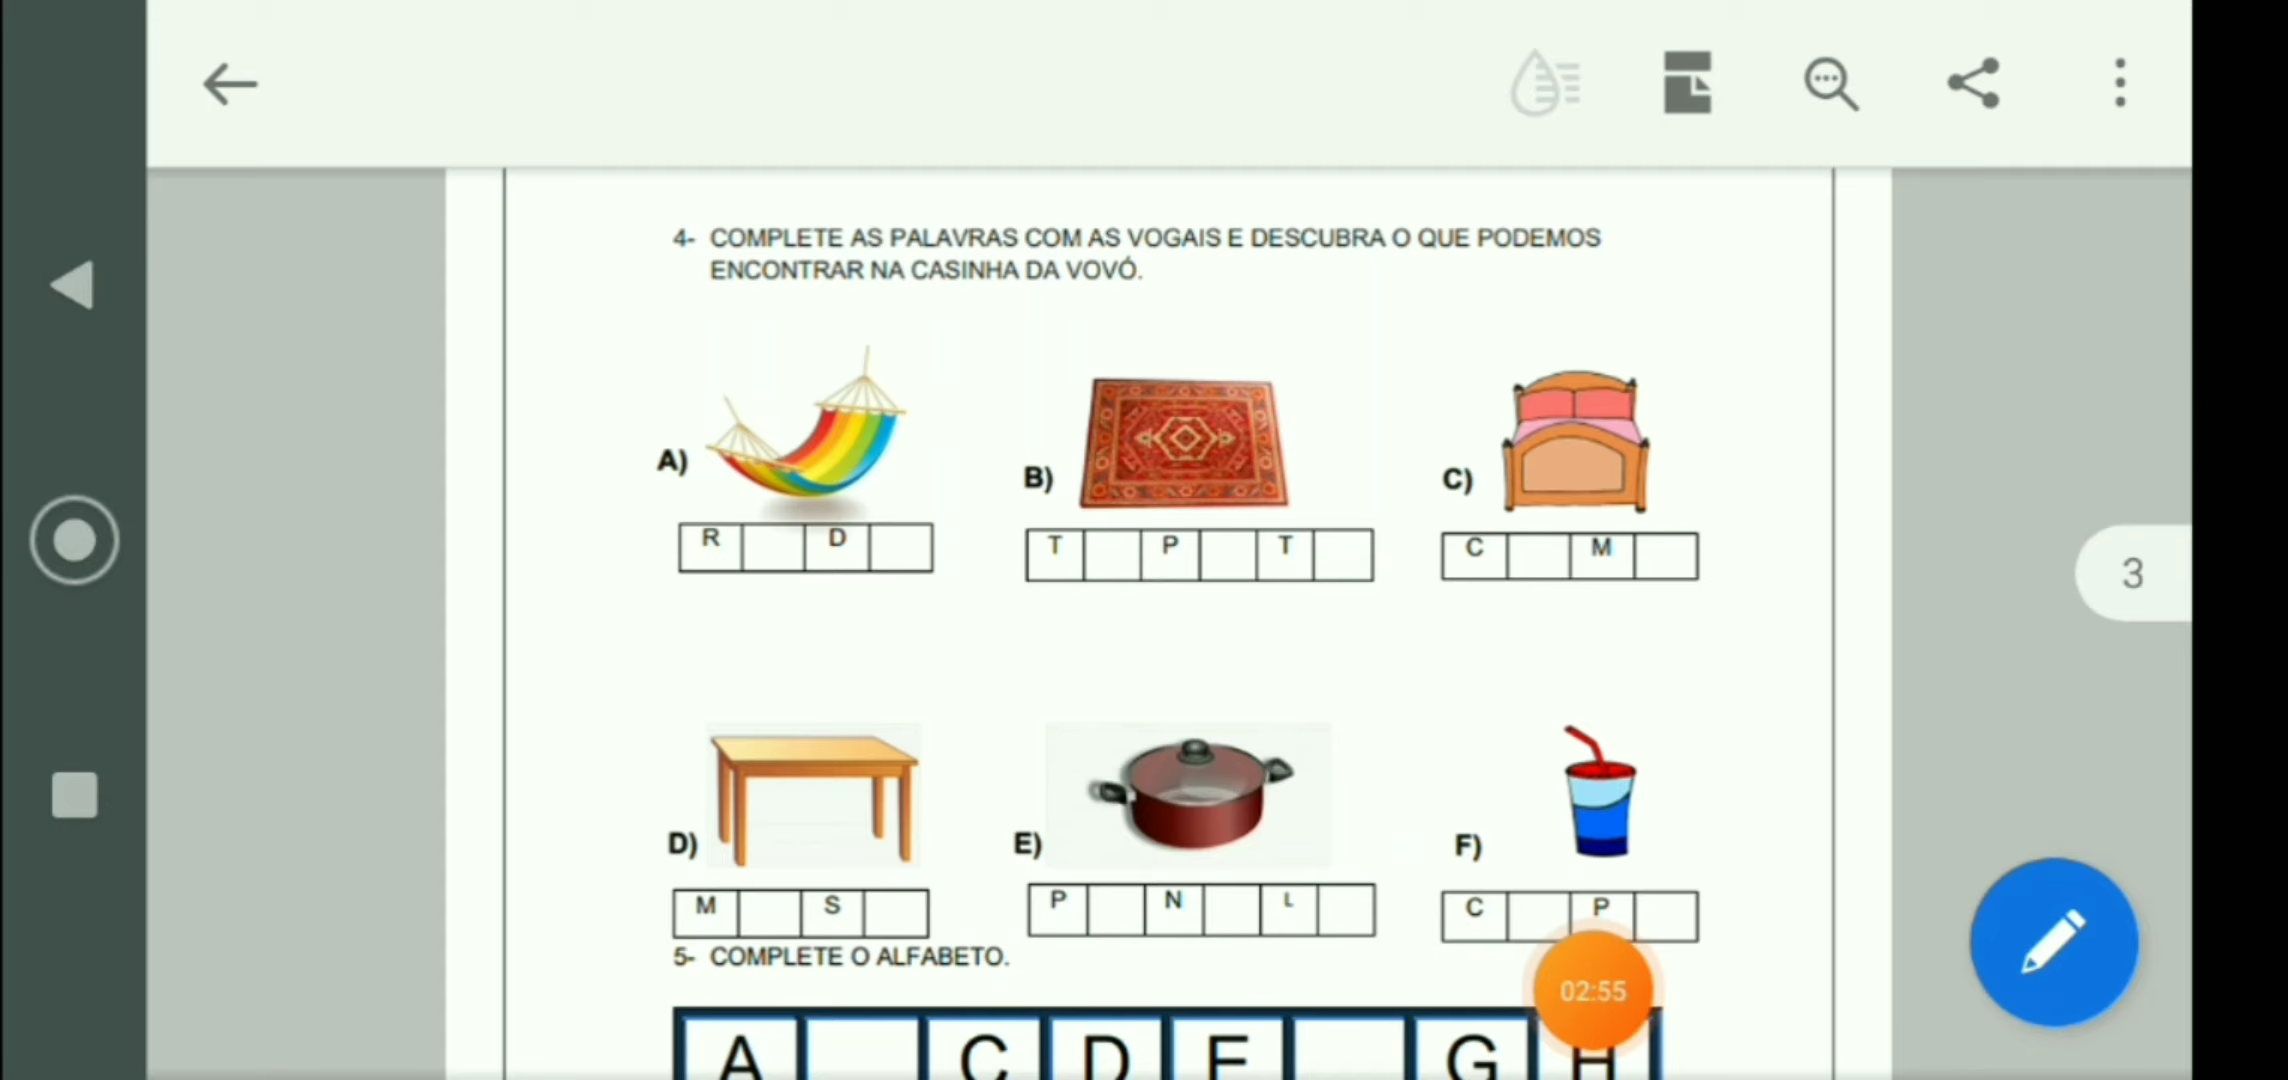 4- COMPLETE AS PALAVRAS COM AS VOGAIS E DESCUBRA O QUE PODEMOS
ENCONTRAR NA CASINHA DA VOVÓ.
A)
B)
C)
R D
T P T
C M
3
D)
E)
F)
M S
P N L
C P
5- COMPLETE O ALFABETO.
02:55
A C D E G H